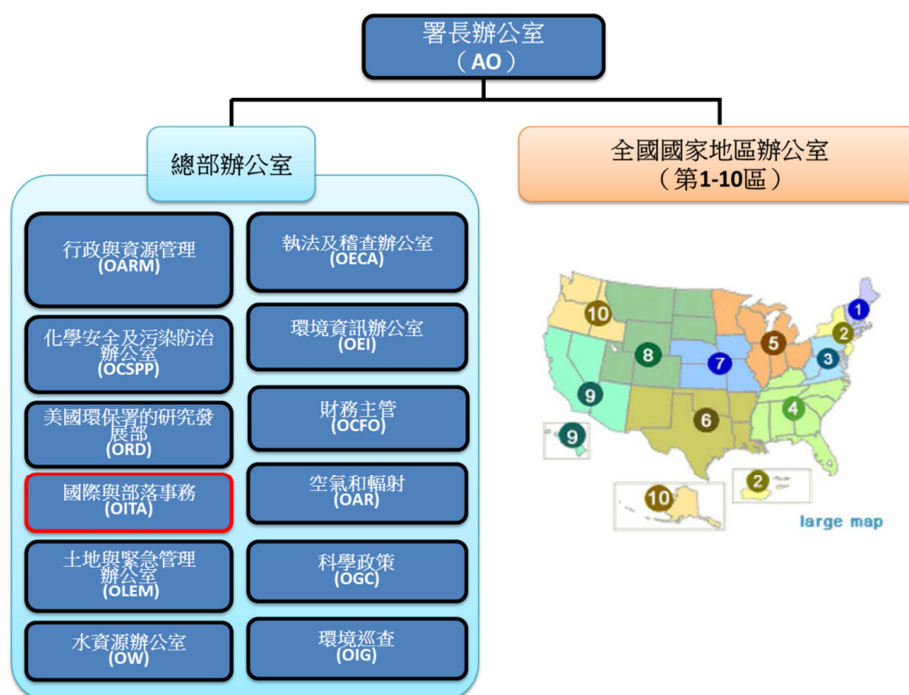 署長辦公室
（AO）
總部辦公室
全國國家地區辦公室
（第1-10區）
行政與資源管理
(OARM)
化學安全及污染防治
辦公室
(OCSPP)
美國環保署的研究發
展部
(ORD)
國際與部落事務
(OITA)
土地與緊急管理
辦公室
(OLEM)
水資源辦公室
(OW)
執法及稽查辦公室
(OECA)
環境資訊辦公室
(OEI)
財務主管
(OCFO)
空氣和輻射
(OAR)
科學政策
(OGC)
環境巡查
(OIG)
1
10
2
5
3
8
7
9
4
6
9
2
10
large map